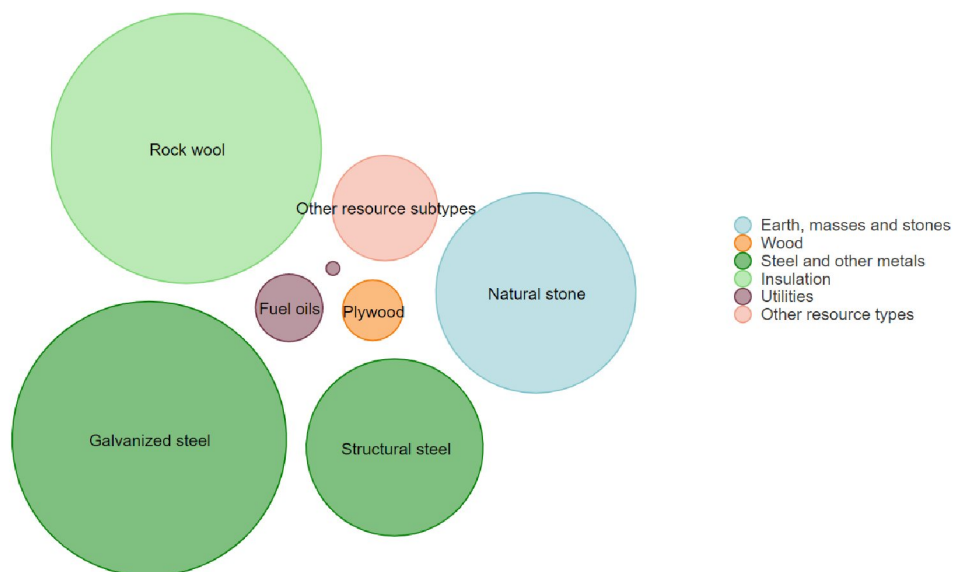 Rock wool
Other resource subtypes
Natural stone
Fuel oils
Plywood
Galvanized steel
Structural steel
Earth, masses and stones
Wood
Steel and other metals
Insulation
Utilities
Other resource types